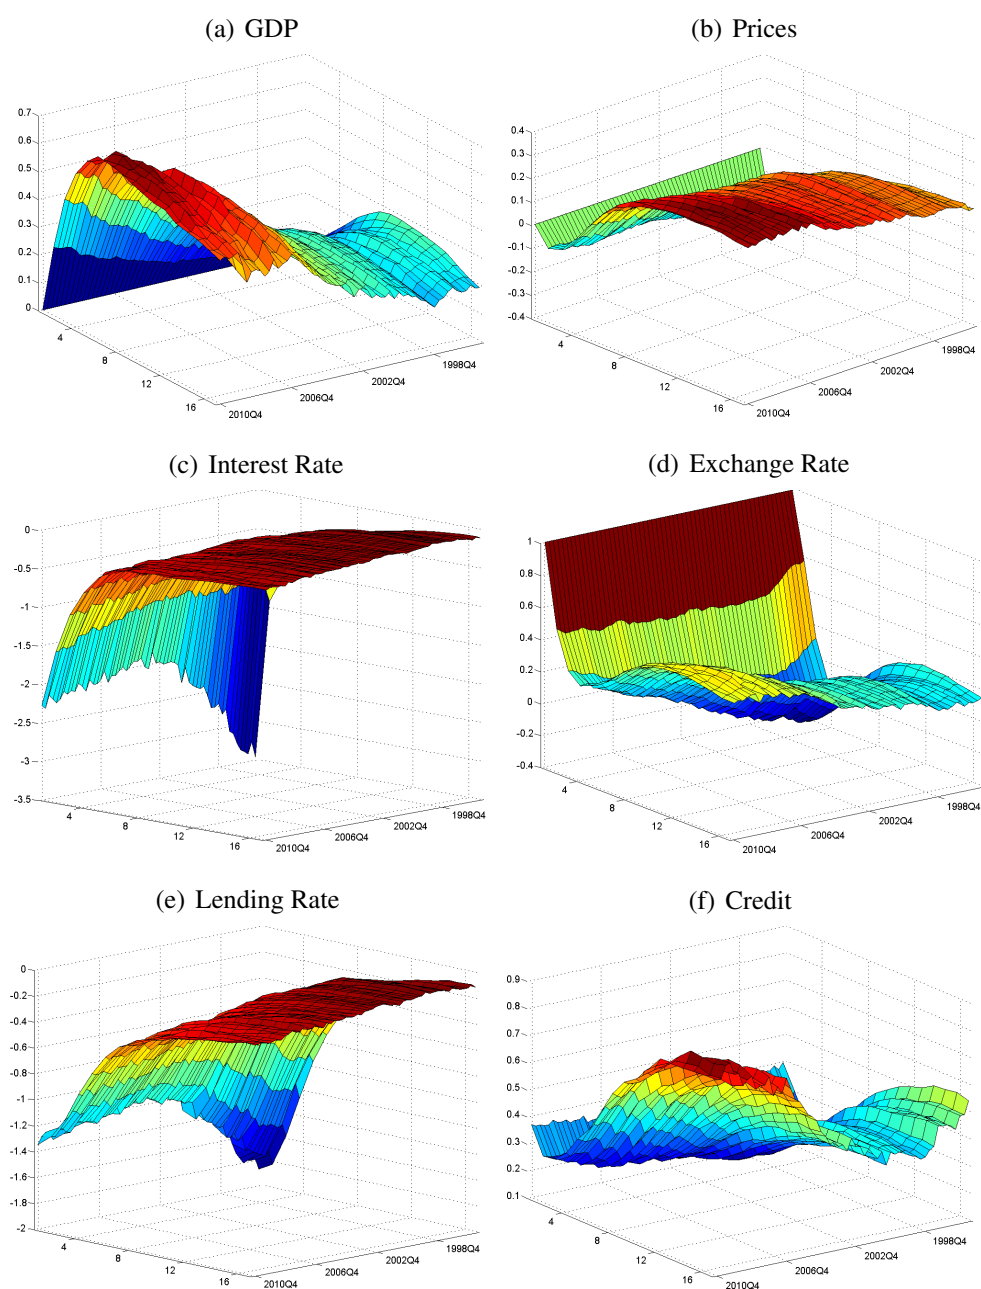 (a) GDP
0.7
0.6
0.5
0.4
0.3
0.2
0.1
0
4
8
12
16
2010Q4
2006Q4
2002Q4
1998Q4
(b) Prices
0.4
0.3
0.2
0.1
0
-0.1
-0.2
-0.3
-0.4
4
8
12
16
2010Q4
2006Q4
2002Q4
1998Q4
(c) Interest Rate
0
-0.5
-1
-1.5
-2
-2.5
-3
-3.5
4
8
12
16
2010Q4
2006Q4
2002Q4
1998Q4
(d) Exchange Rate
1
0.8
0.6
0.4
0.2
0
-0.2
-0.4
4
8
12
16
2010Q4
2006Q4
2002Q4
1998Q4
(e) Lending Rate
0
-0.2
-0.4
-0.6
-0.8
-1
-1.2
-1.4
-1.6
-1.8
-2
4
8
12
16
2010Q4
2006Q4
2002Q4
1998Q4
(f) Credit
0.9
0.8
0.7
0.6
0.5
0.4
0.3
0.2
0.1
4
8
12
16
2010Q4
2006Q4
2002Q4
1998Q4